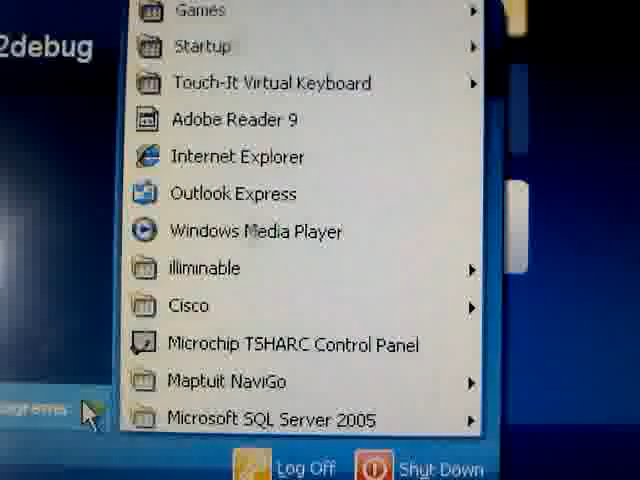 Games
2debug
Startup
Touch-It Virtual Keyboard
Adobe Reader 9
Internet Explorer
Outlook Express
Windows Media Player
illiminable
Cisco
Microchip TSHARC Control Panel
Maptuit NaviGo
Microsoft SQL Server 2005
Log Off
Shut Down